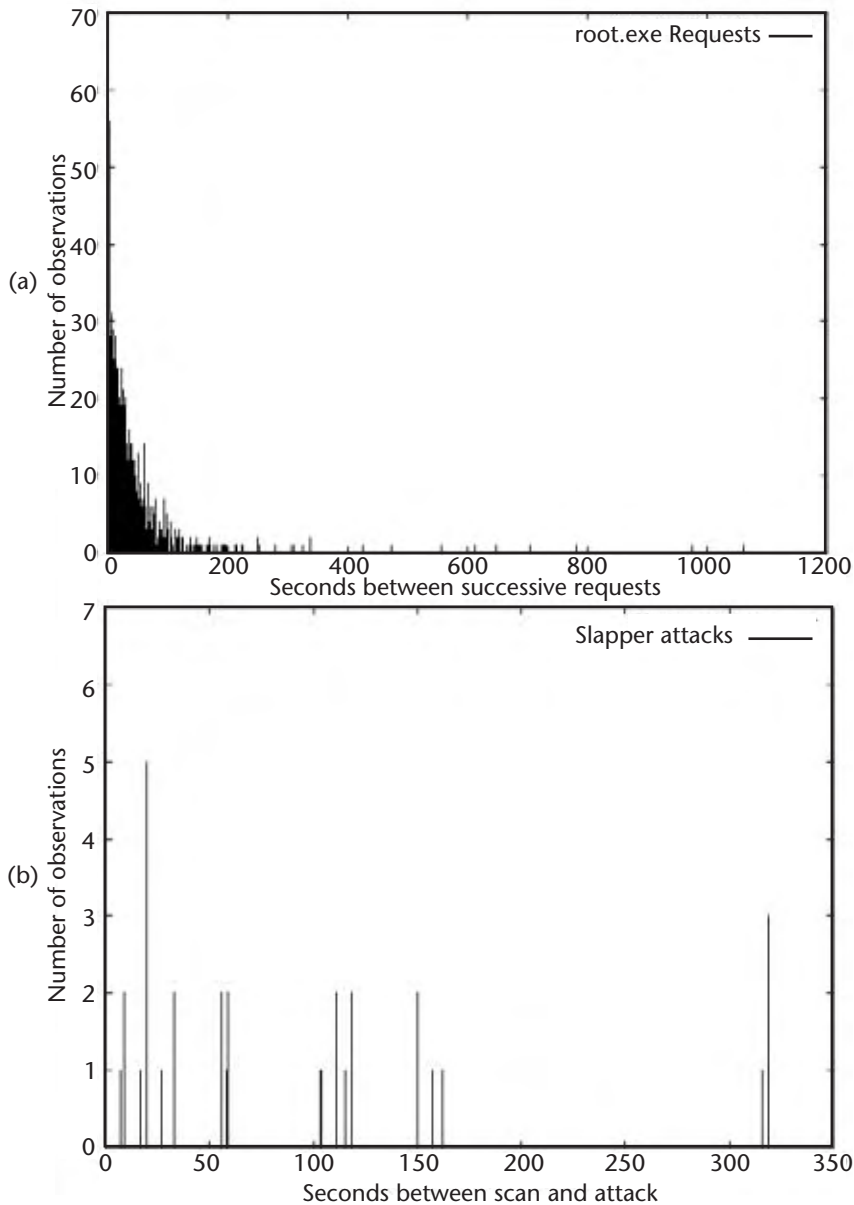 (a)
Number of observations
70
60
50
40
30
20
10
0
root.exe Requests
0 200 400 600 800 1000 1200
Seconds between successive requests
(b)
Number of observations
7
6
5
4
3
2
1
0
Slapper attacks
0 50 100 150 200 250 300 350
Seconds between scan and attack